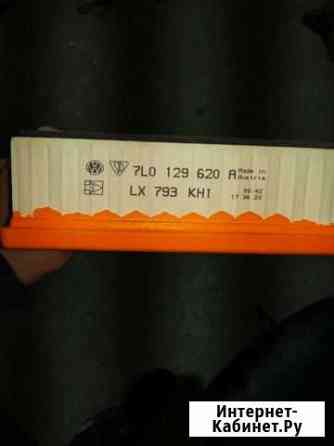 7L0 129 620 A Made in Austria
LX 793 KHI
Интернет-
Кабинет.Ру